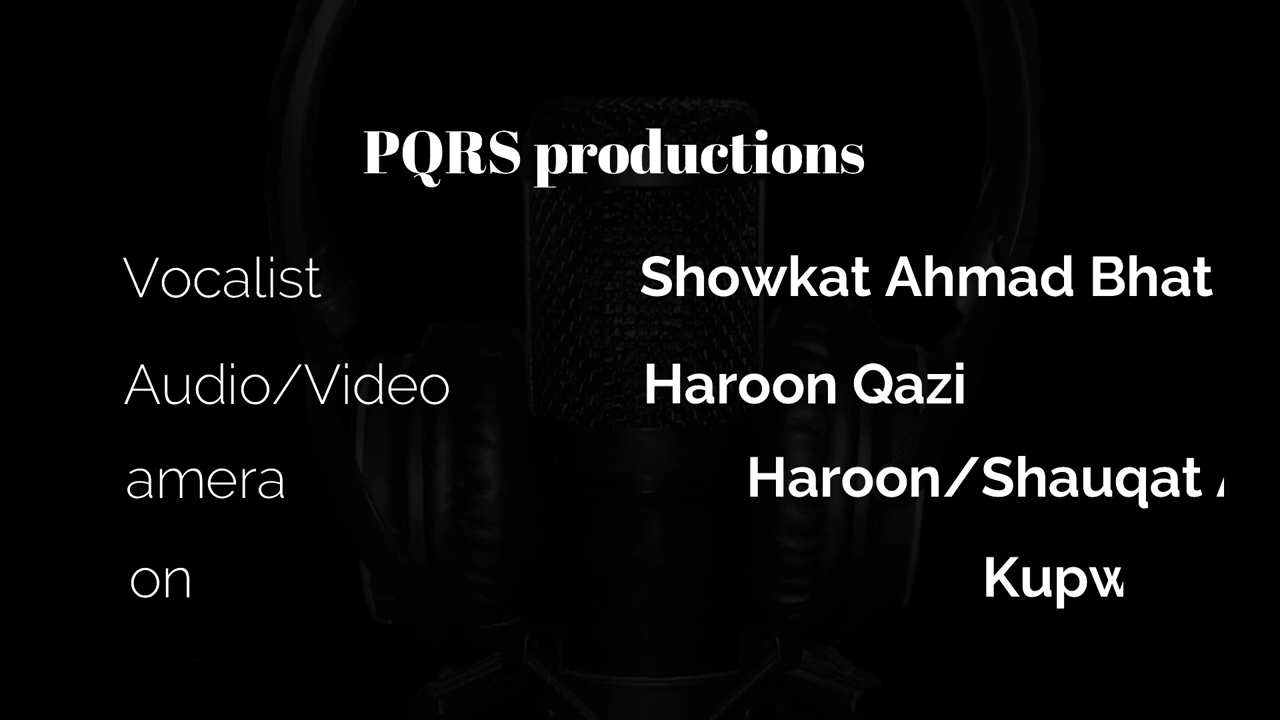 PQRS productions
Vocalist Showkat Ahmad Bhat
Audio/Video Haroon Qazi
amera Haroon/Shauqat
on Kupw